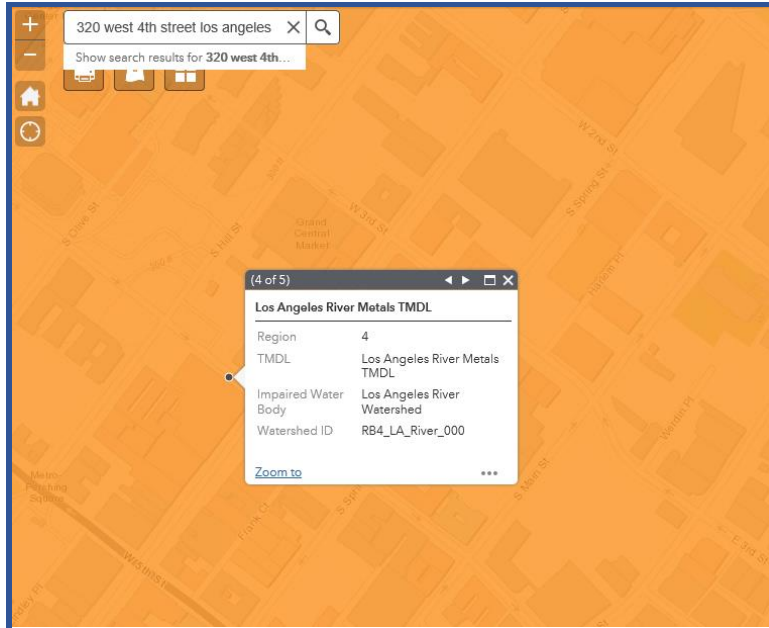 +
320 west 4th street los angeles
−
Show search results for 320 west 4th...
W 2nd St
S Spring St
S Olive St
S Hill St
W 3rd St
Grand
Central
Market
(4 of 5)
Los Angeles River Metals TMDL
Region 4
TMDL Los Angeles River Metals
TMDL
Impaired Water Los Angeles River
Body Watershed
Watershed ID RB4_LA_River_000
Zoom to
S Main St
Frank Ct
W 5th St
E 3rd St